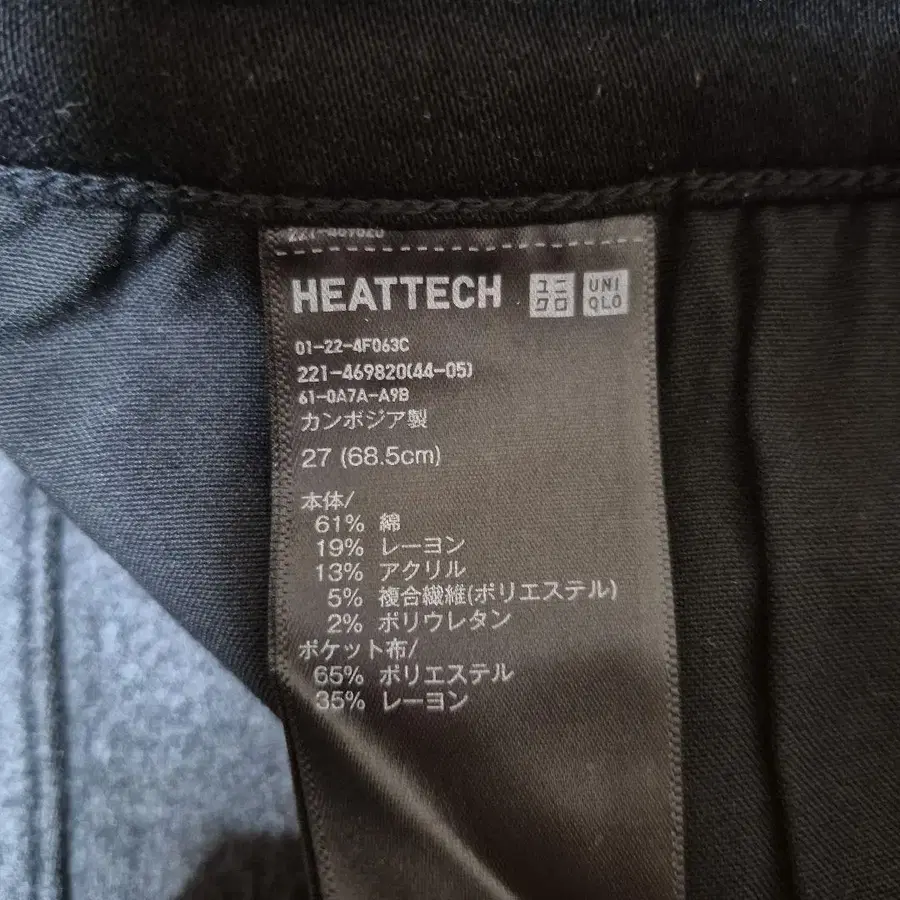 221-469820
HEATTECH ユニクロ UNIQLO
01-22-4F063C
221-469820(44-05)
61-0A7A-A9B
カンボジア製
27 (68.5cm)
本体/
61% 綿
19% レーヨン
13% アクリル
5% 複合繊維(ポリエステル)
2% ポリウレタン
ポケット布/
65% ポリエステル
35% レーヨン